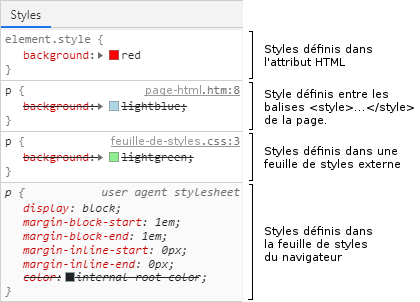 Styles
element.style {
background: red
}
Styles définis dans
l'attribut HTML
p { page-html.htm:8
background: lightblue;
}
Style définis entre les
balises <style>...</style>
de la page.
p { feuille-de-styles.css:3
background: lightgreen;
}
Styles définis dans une
feuille de styles externe
p { user agent stylesheet
display: block;
margin-block-start: 1em;
margin-block-end: 1em;
margin-inline-start: 0px;
margin-inline-end: 0px;
color: internal root color;
}
Styles définis dans
la feuille de styles
du navigateur